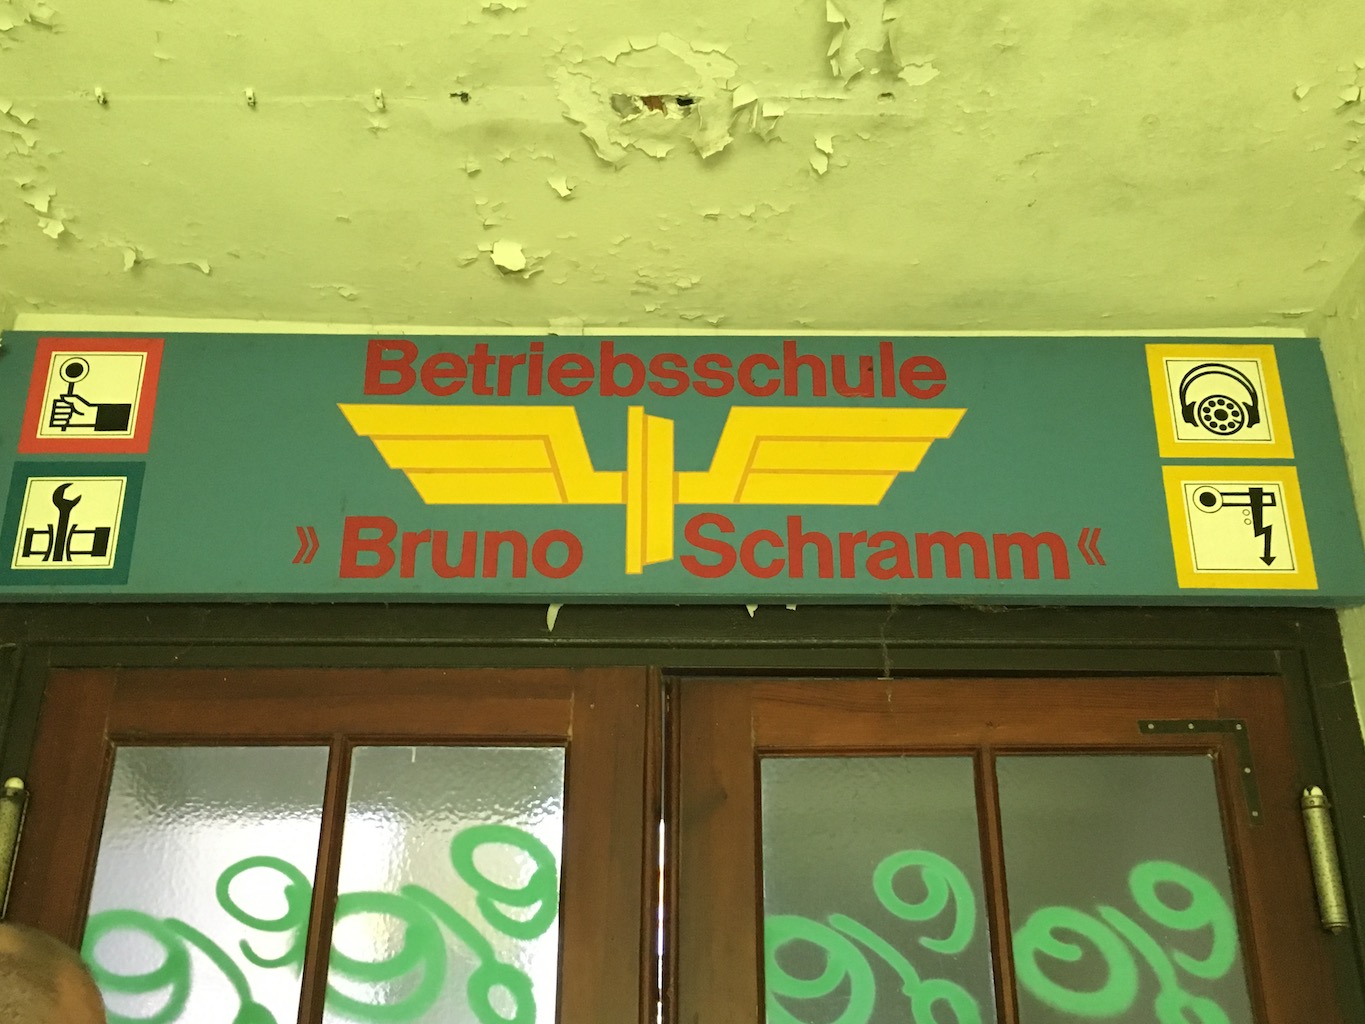 Betriebsschule
» Bruno Schramm «